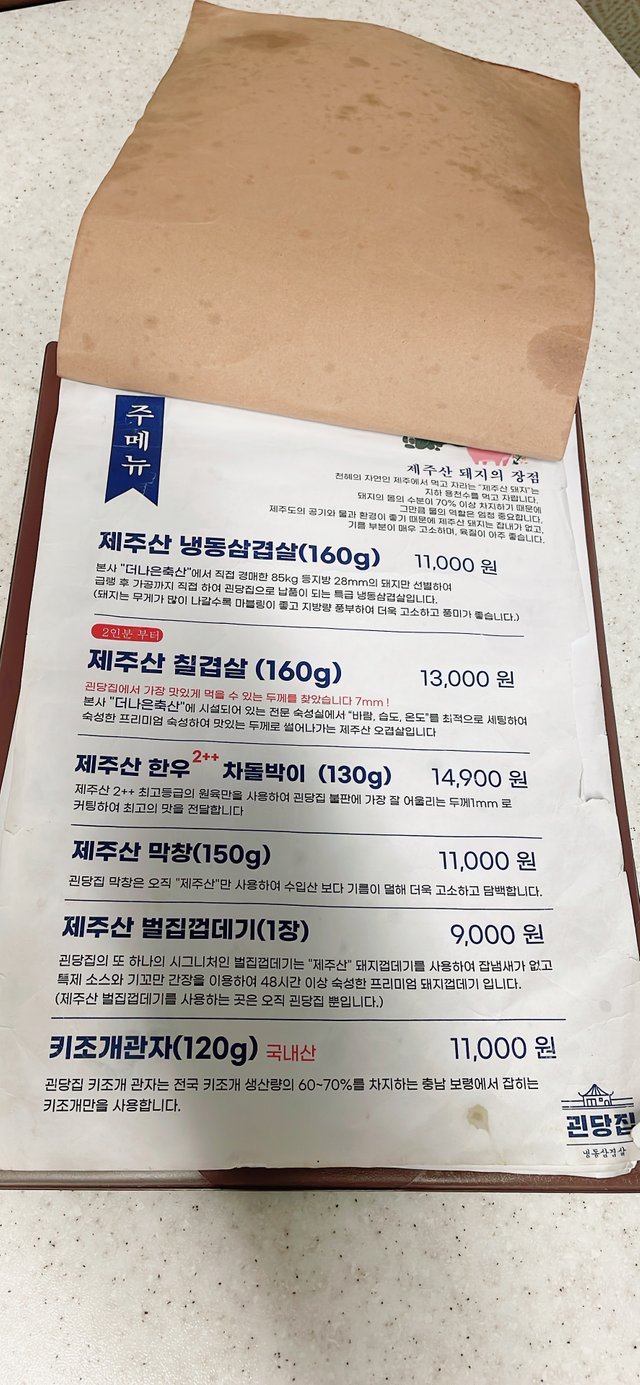 주메뉴
제주산 돼지의 장점
천혜의 자연인 제주에서 먹고 자라는 "제주산 돼지"는
지하 용천수를 먹고 자랍니다.
돼지의 몸의 수분이 70% 이상 차지하기 때문에
그만큼 물의 역할은 엄청 중요합니다.
제주도의 공기와 물과 환경이 좋기 때문에 제주산 돼지는 잡내가 없고,
기름 부분이 매우 고소하며, 육질이 아주 좋습니다.
제주산 냉동삼겹살(160g) 11,000 원
본사 "더나은축산"에서 직접 경매한 85kg 등지방 28mm의 돼지만 선별하여
급랭 후 가공까지 직접 하여 괸당집으로 납품이 되는 특급 냉동삼겹살입니다.
(돼지는 무게가 많이 나갈수록 마블링이 좋고 지방량 풍부하여 더욱 고소하고 풍미가 좋습니다.)
2인분 부터
제주산 칠겹살 (160g) 13,000 원
괸당집에서 가장 맛있게 먹을 수 있는 두께를 찾았습니다 7mm !
본사 "더나은축산"에 시설되어 있는 전문 숙성실에서 "바람, 습도, 온도"를 최적으로 세팅하여
숙성한 프리미엄 숙성하여 맛있는 두께로 썰어나가는 제주산 오겹살입니다
제주산 한우2++ 차돌박이 (130g) 14,900 원
제주산 2++ 최고등급의 원육만을 사용하여 괸당집 불판에 가장 잘 어울리는 두께1mm 로
커팅하여 최고의 맛을 전달합니다
제주산 막창(150g) 11,000 원
괸당집 막창은 오직 "제주산"만 사용하여 수입산 보다 기름이 덜해 더욱 고소하고 담백합니다.
제주산 벌집껍데기(1장) 9,000 원
괸당집의 또 하나의 시그니처인 벌집껍데기는 "제주산" 돼지껍데기를 사용하여 잡냄새가 없고
특제 소스와 기꼬만 간장을 이용하여 48시간 이상 숙성한 프리미엄 돼지껍데기 입니다.
(제주산 벌집껍데기를 사용하는 곳은 오직 괸당집 뿐입니다.)
키조개관자(120g) 국내산 11,000 원
괸당집 키조개 관자는 전국 키조개 생산량의 60~70%를 차지하는 충남 보령에서 잡히는
키조개만을 사용합니다.
괸당집
냉동삼겹살